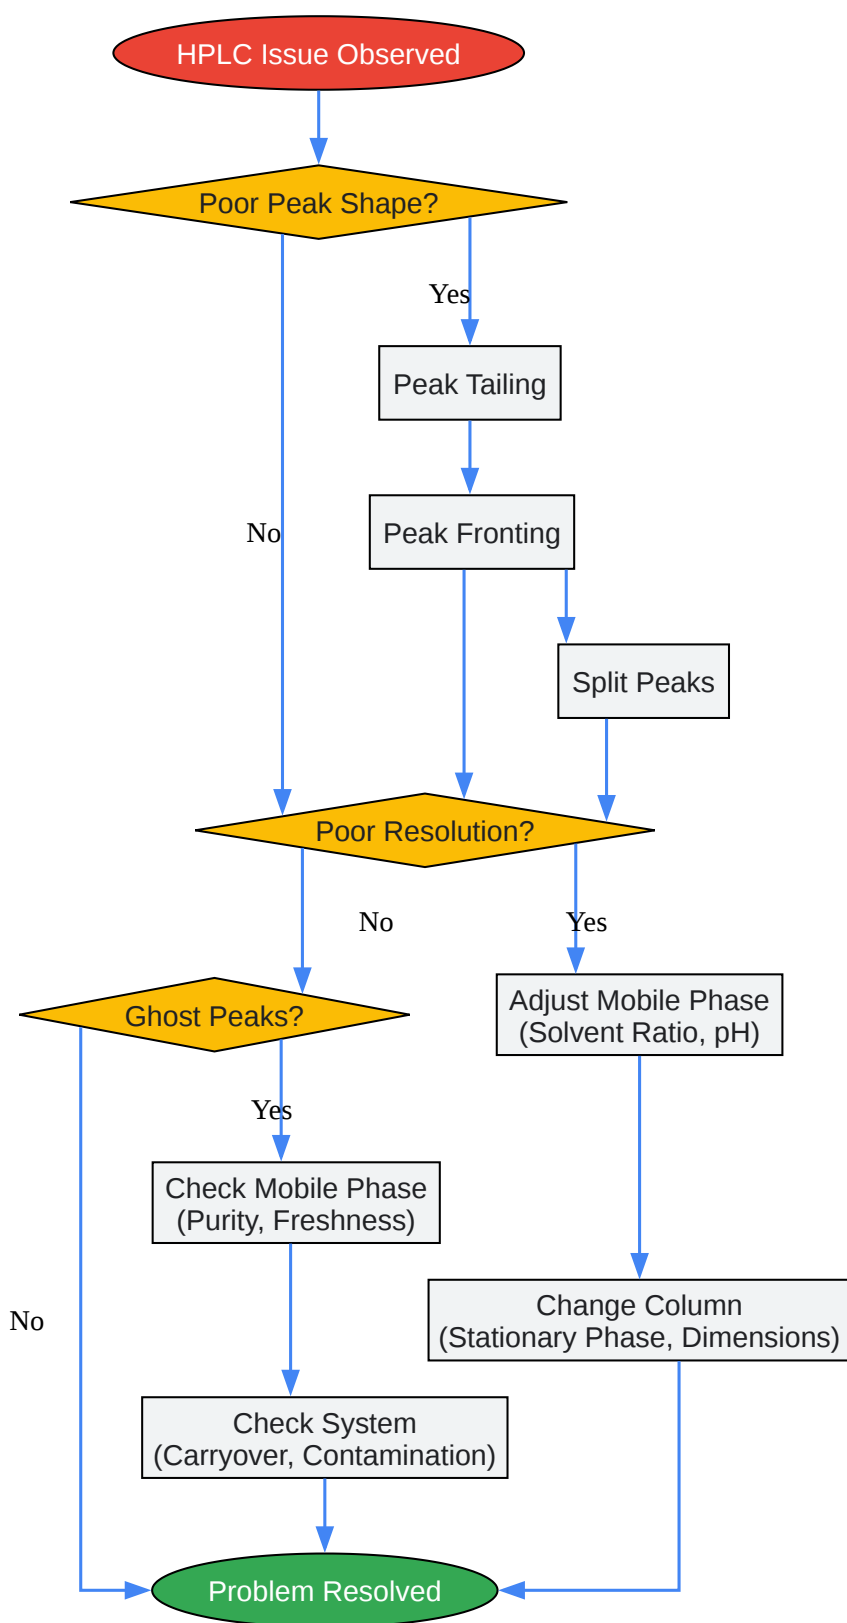 HPLC Issue Observed
Poor Peak Shape?
Yes
Peak Tailing
No
Peak Fronting
Split Peaks
Poor Resolution?
No
Yes
Adjust Mobile Phase
(Solvent Ratio, pH)
Ghost Peaks?
Yes
Check Mobile Phase
(Purity, Freshness)
Change Column
(Stationary Phase, Dimensions)
No
Check System
(Carryover, Contamination)
Problem Resolved